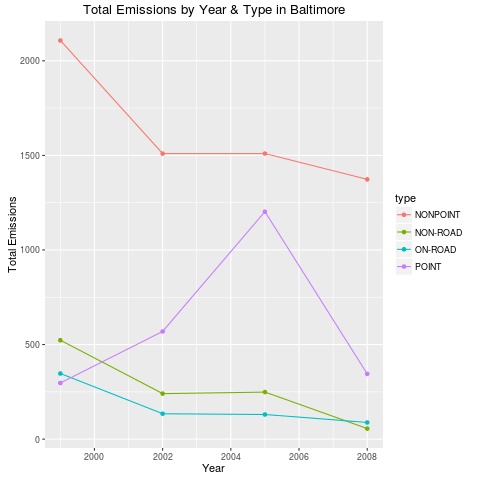 Total Emissions by Year & Type in Baltimore
2000
1500
1000
500
0
Total Emissions
2000
2002
2004
2006
2008
Year
type
NONPOINT
NON-ROAD
ON-ROAD
POINT